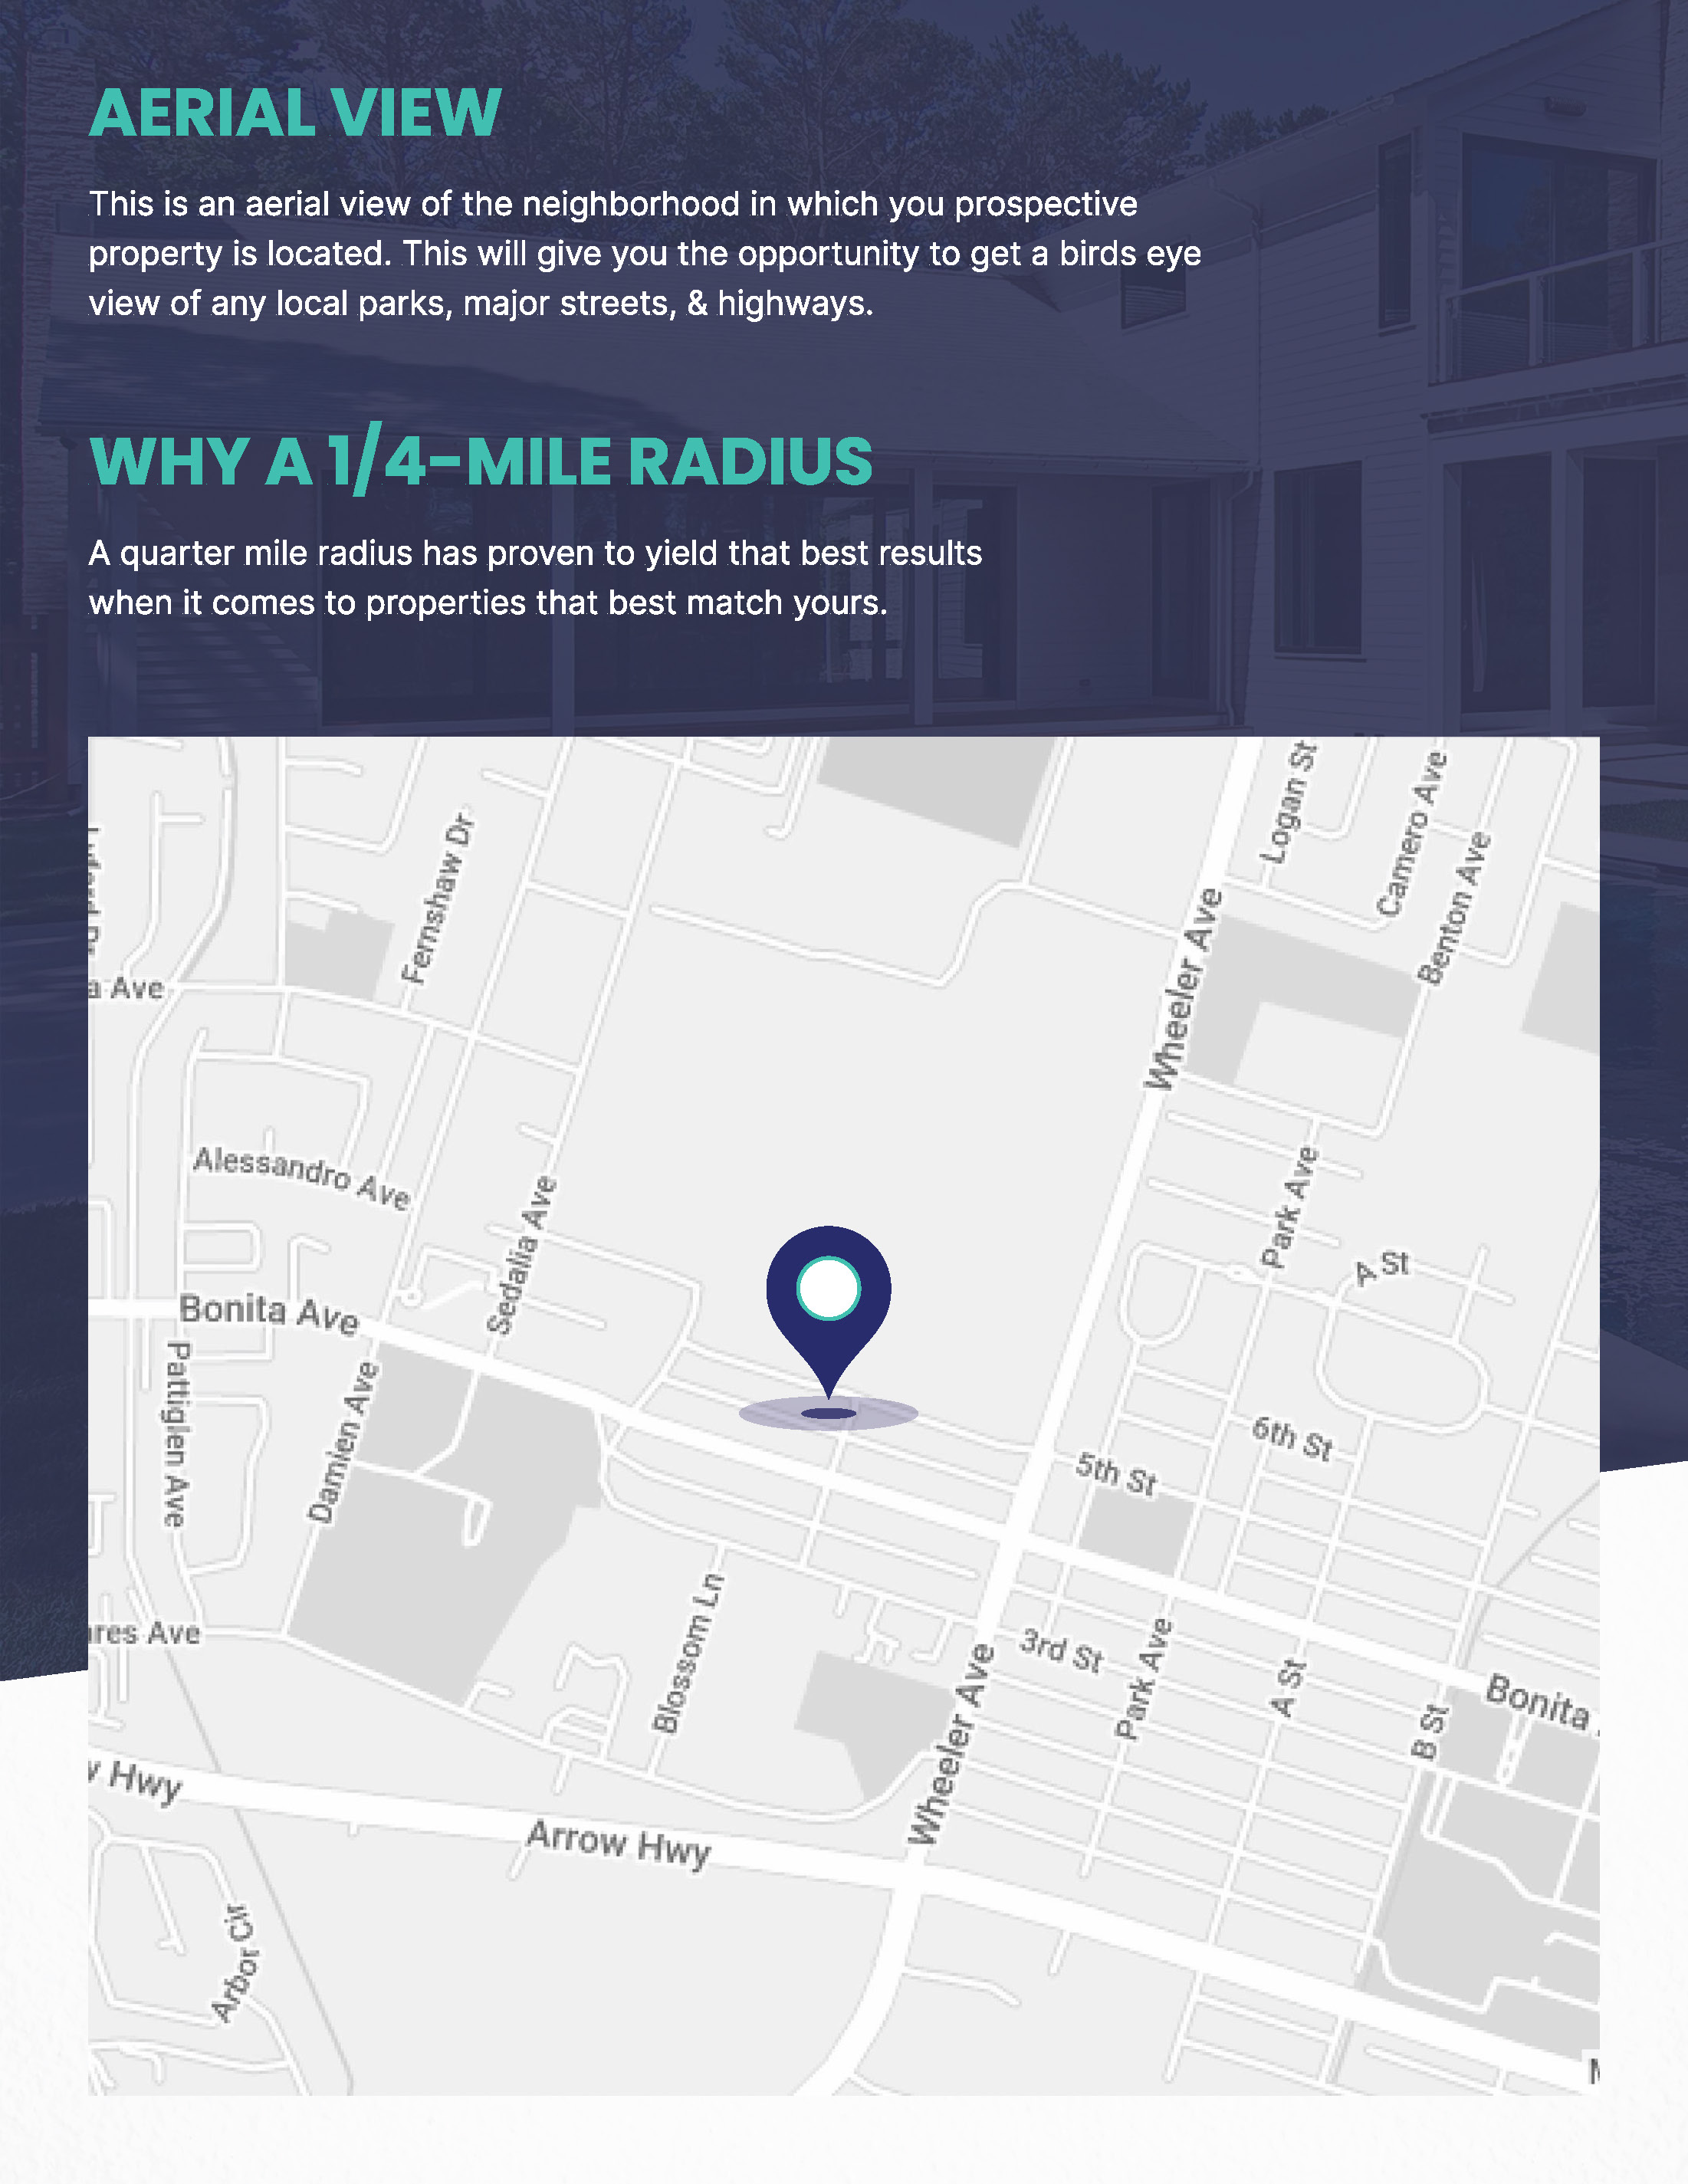 AERIAL VIEW
This is an aerial view of the neighborhood in which you prospective
property is located. This will give you the opportunity to get a birds eye
view of any local parks, major streets, & highways.
WHY A 1/4-MILE RADIUS
A quarter mile radius has proven to yield that best results
when it comes to properties that best match yours.
Logan St
Camero Ave
Benton Ave
Fernshaw Dr
Wheeler Ave
a Ave
Alessandro Ave
Sedalia Ave
Park Ave
A St
Bonita Ave
Pattiglen Ave
Damien Ave
6th St
5th St
Blossom Ln
3rd St
Park Ave
A St
B St
Bonita
res Ave
Wheeler Ave
Hwy
Arrow Hwy
Arbor Cir